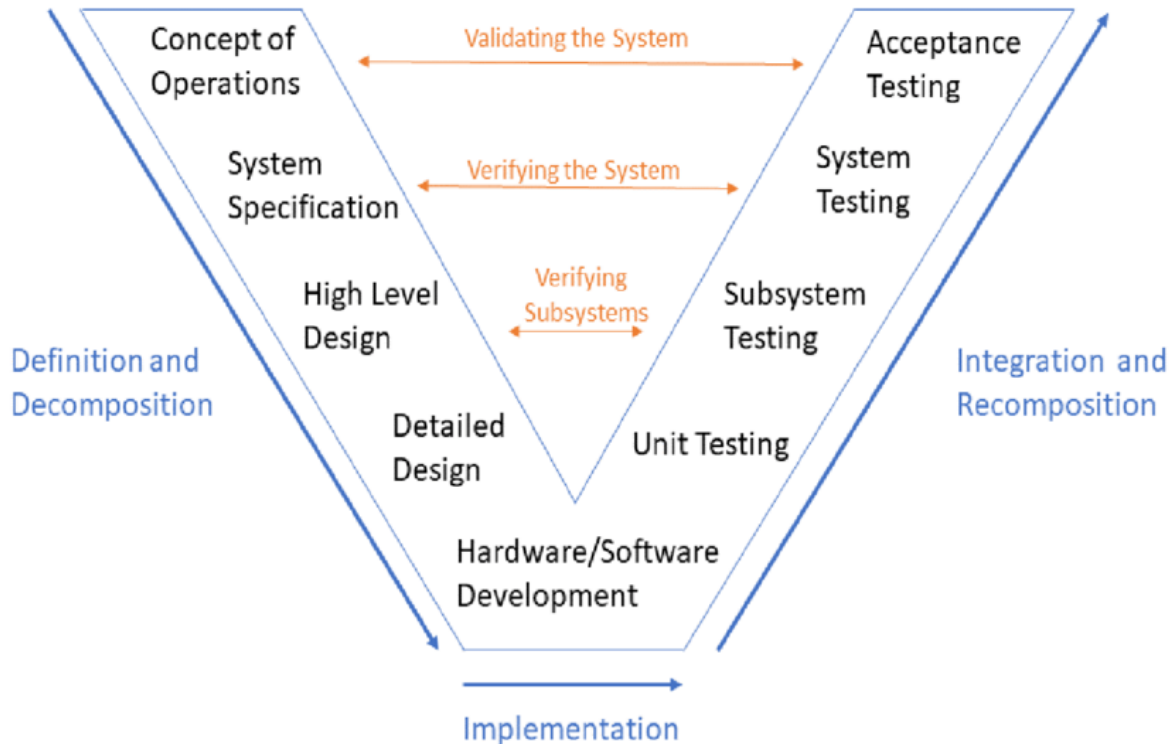 Concept of
Operations
Validating the System
Acceptance
Testing
System
Specification
Verifying the System
System
Testing
High Level
Design
Verifying
Subsystems
Subsystem
Testing
Definition and
Decomposition
Integration and
Recomposition
Detailed
Design
Unit Testing
Hardware/Software
Development
Implementation